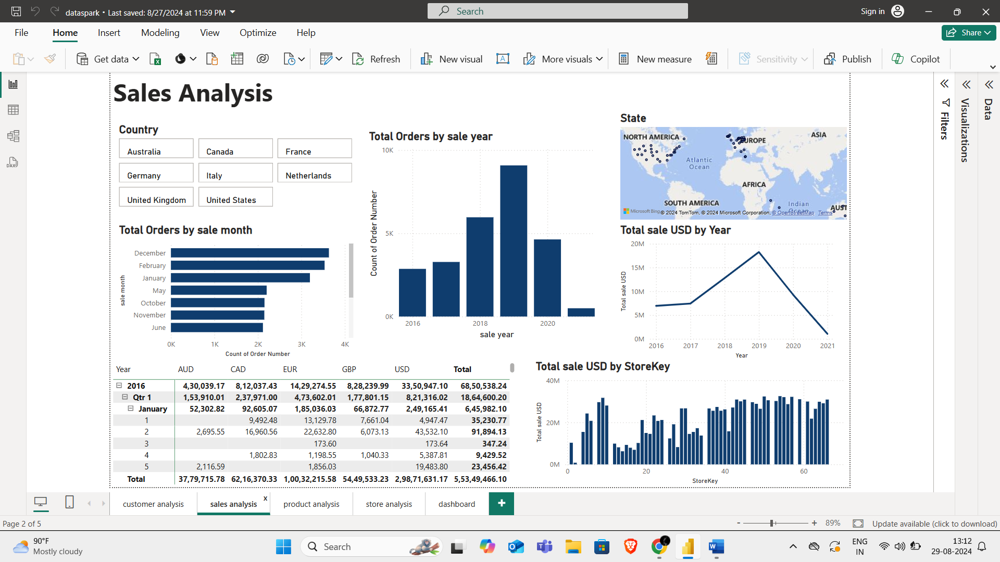 dataspark • Last saved: 8/27/2024 at 11:59 PM
Search
Sign in
File Home Insert Modeling View Optimize Help
Share
Get data
Refresh
New visual
More visuals
New measure
Sensitivity
Publish
Copilot
DAX
Sales Analysis
Country
Australia Canada France
Germany Italy Netherlands
United Kingdom United States
Total Orders by sale month
sale month
December
February
January
May
October
November
June
0K 1K 2K 3K 4K
Count of Order Number
Total Orders by sale year
Count of Order Number
10K
5K
0K
2016 2018 2020
sale year
State
NORTH AMERICA
EUROPE
ASIA
Atlantic
Ocean
AFRICA
SOUTH AMERICA
Indian
Ocean
AUST
Microsoft Bing
© 2024 TomTom, © 2024 Microsoft Corporation, © OpenStreetMap Terms
Total sale USD by Year
Total sale USD
20M
15M
10M
5M
0M
2016 2017 2018 2019 2020 2021
Year
Year AUD CAD EUR GBP USD Total
2016 4,30,039.17 8,12,037.43 14,29,274.55 8,28,239.99 33,50,947.10 68,50,538.24
Qtr 1 1,53,910.01 2,37,971.00 4,73,602.01 1,77,801.15 8,21,316.02 18,64,600.20
January 52,302.82 92,605.07 1,85,036.03 66,872.77 2,49,165.41 6,45,982.10
1 9,492.48 13,129.78 7,661.04 4,947.47 35,230.77
2 2,695.55 16,960.56 22,632.80 6,073.13 43,532.10 91,894.13
3 173.60 173.64 347.24
4 1,802.83 1,198.55 1,040.33 5,387.81 9,429.52
5 2,116.59 1,856.03 19,483.80 23,456.42
Total 37,79,715.78 62,16,370.33 1,00,32,215.58 54,49,533.23 2,98,71,631.17 5,53,49,466.10
Total sale USD by StoreKey
Total sale USD
40M
20M
0M
0 20 40 60
StoreKey
Filters
Visualizations
Data
customer analysis
sales analysis
x
product analysis
store analysis
dashboard
+
Page 2 of 5
- + 89%
Update available (click to download)
90°F
Mostly cloudy
Search
ENG
IN
13:12
29-08-2024